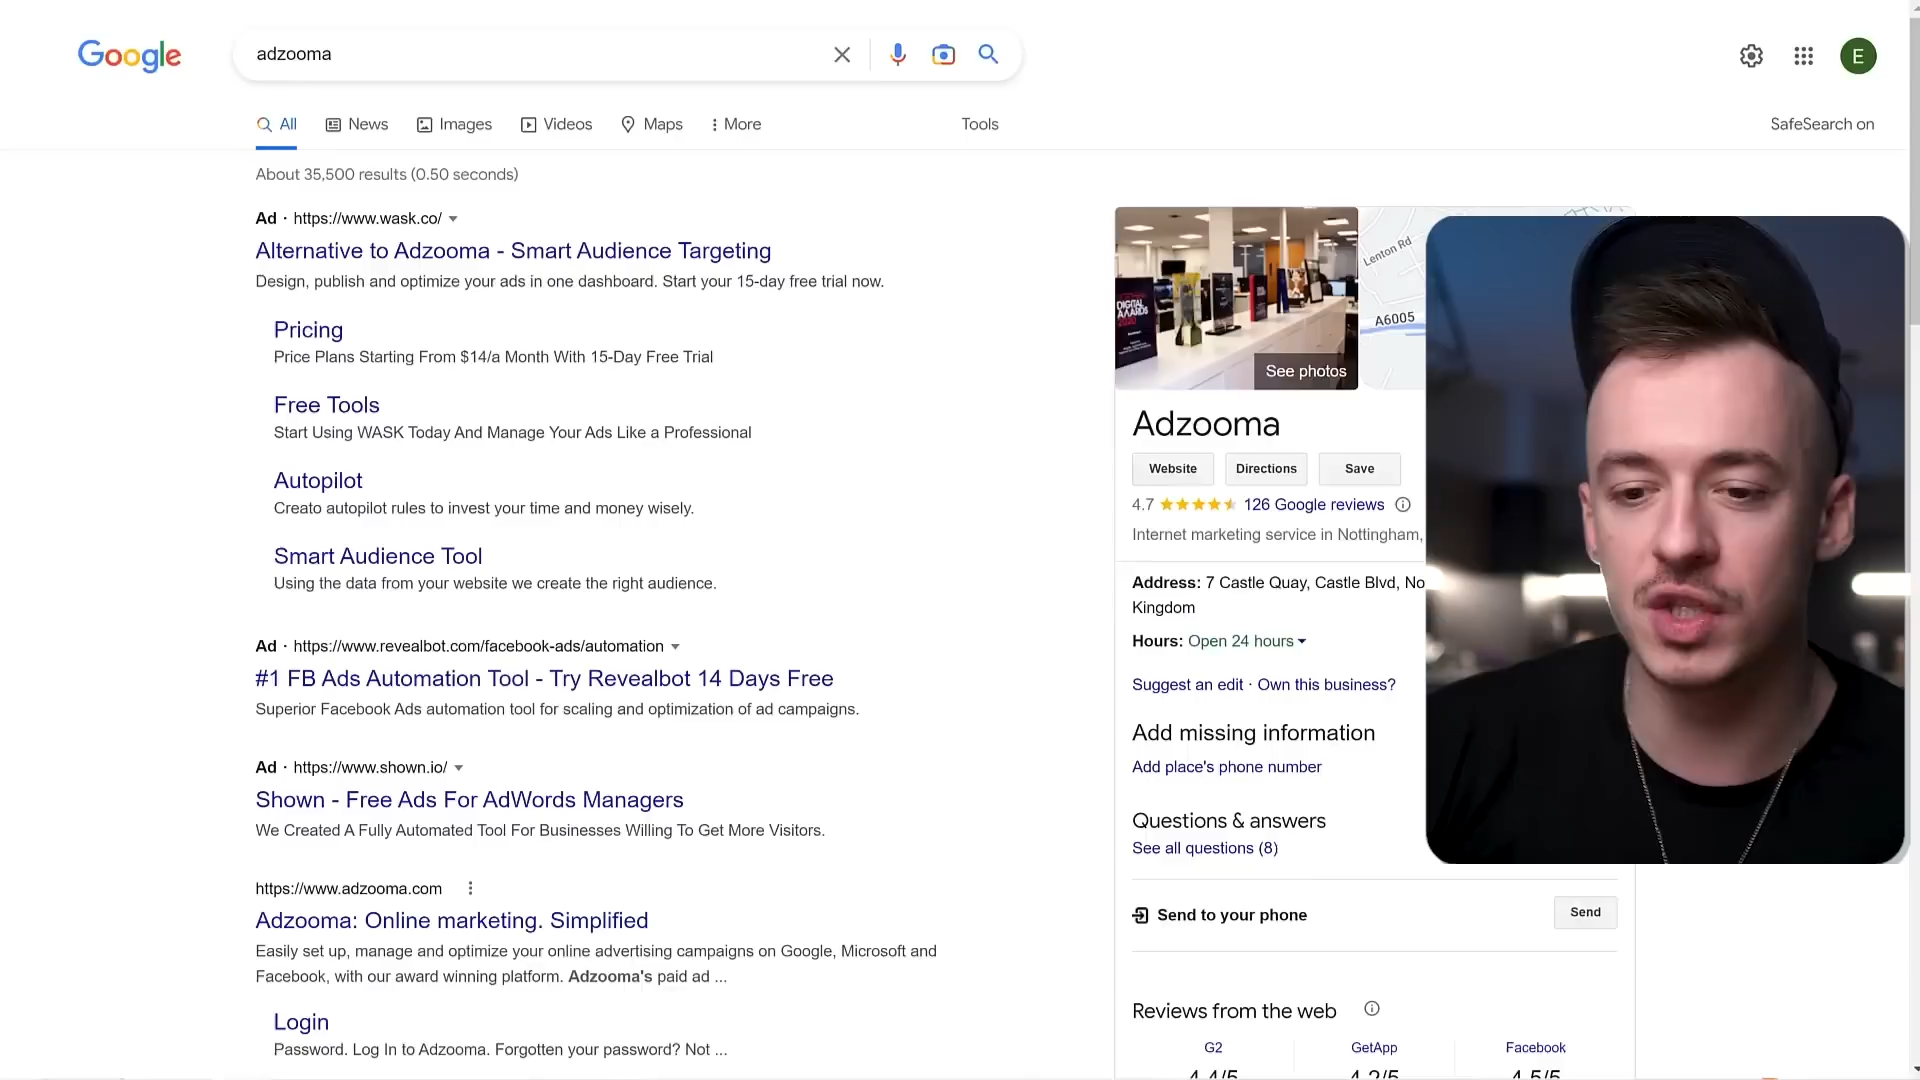 Google
adzooma
E
All
News
Images
Videos
Maps
More
Tools
SafeSearch on
About 35,500 results (0.50 seconds)
Ad · https://www.wask.co/
Alternative to Adzooma - Smart Audience Targeting
Design, publish and optimize your ads in one dashboard. Start your 15-day free trial now.
Pricing
Price Plans Starting From $14/a Month With 15-Day Free Trial
Free Tools
Start Using WASK Today And Manage Your Ads Like a Professional
Autopilot
Creato autopilot rules to invest your time and money wisely.
Smart Audience Tool
Using the data from your website we create the right audience.
Ad · https://www.revealbot.com/facebook-ads/automation
#1 FB Ads Automation Tool - Try Revealbot 14 Days Free
Superior Facebook Ads automation tool for scaling and optimization of ad campaigns.
Ad · https://www.shown.io/
Shown - Free Ads For AdWords Managers
We Created A Fully Automated Tool For Businesses Willing To Get More Visitors.
https://www.adzooma.com
Adzooma: Online marketing. Simplified
Easily set up, manage and optimize your online advertising campaigns on Google, Microsoft and
Facebook, with our award winning platform. Adzooma's paid ad ...
Login
Password. Log In to Adzooma. Forgotten your password? Not ...
DIGITAL
See photos
Lenton Rd
A6005
Adzooma
Website
Directions
Save
4.7
126 Google reviews
Internet marketing service in Nottingham,
Address: 7 Castle Quay, Castle Blvd, No
Kingdom
Hours: Open 24 hours
Suggest an edit · Own this business?
Add missing information
Add place's phone number
Questions & answers
See all questions (8)
Send to your phone
Send
Reviews from the web
G2
GetApp
Facebook
4.4/5
4.2/5
4.5/5